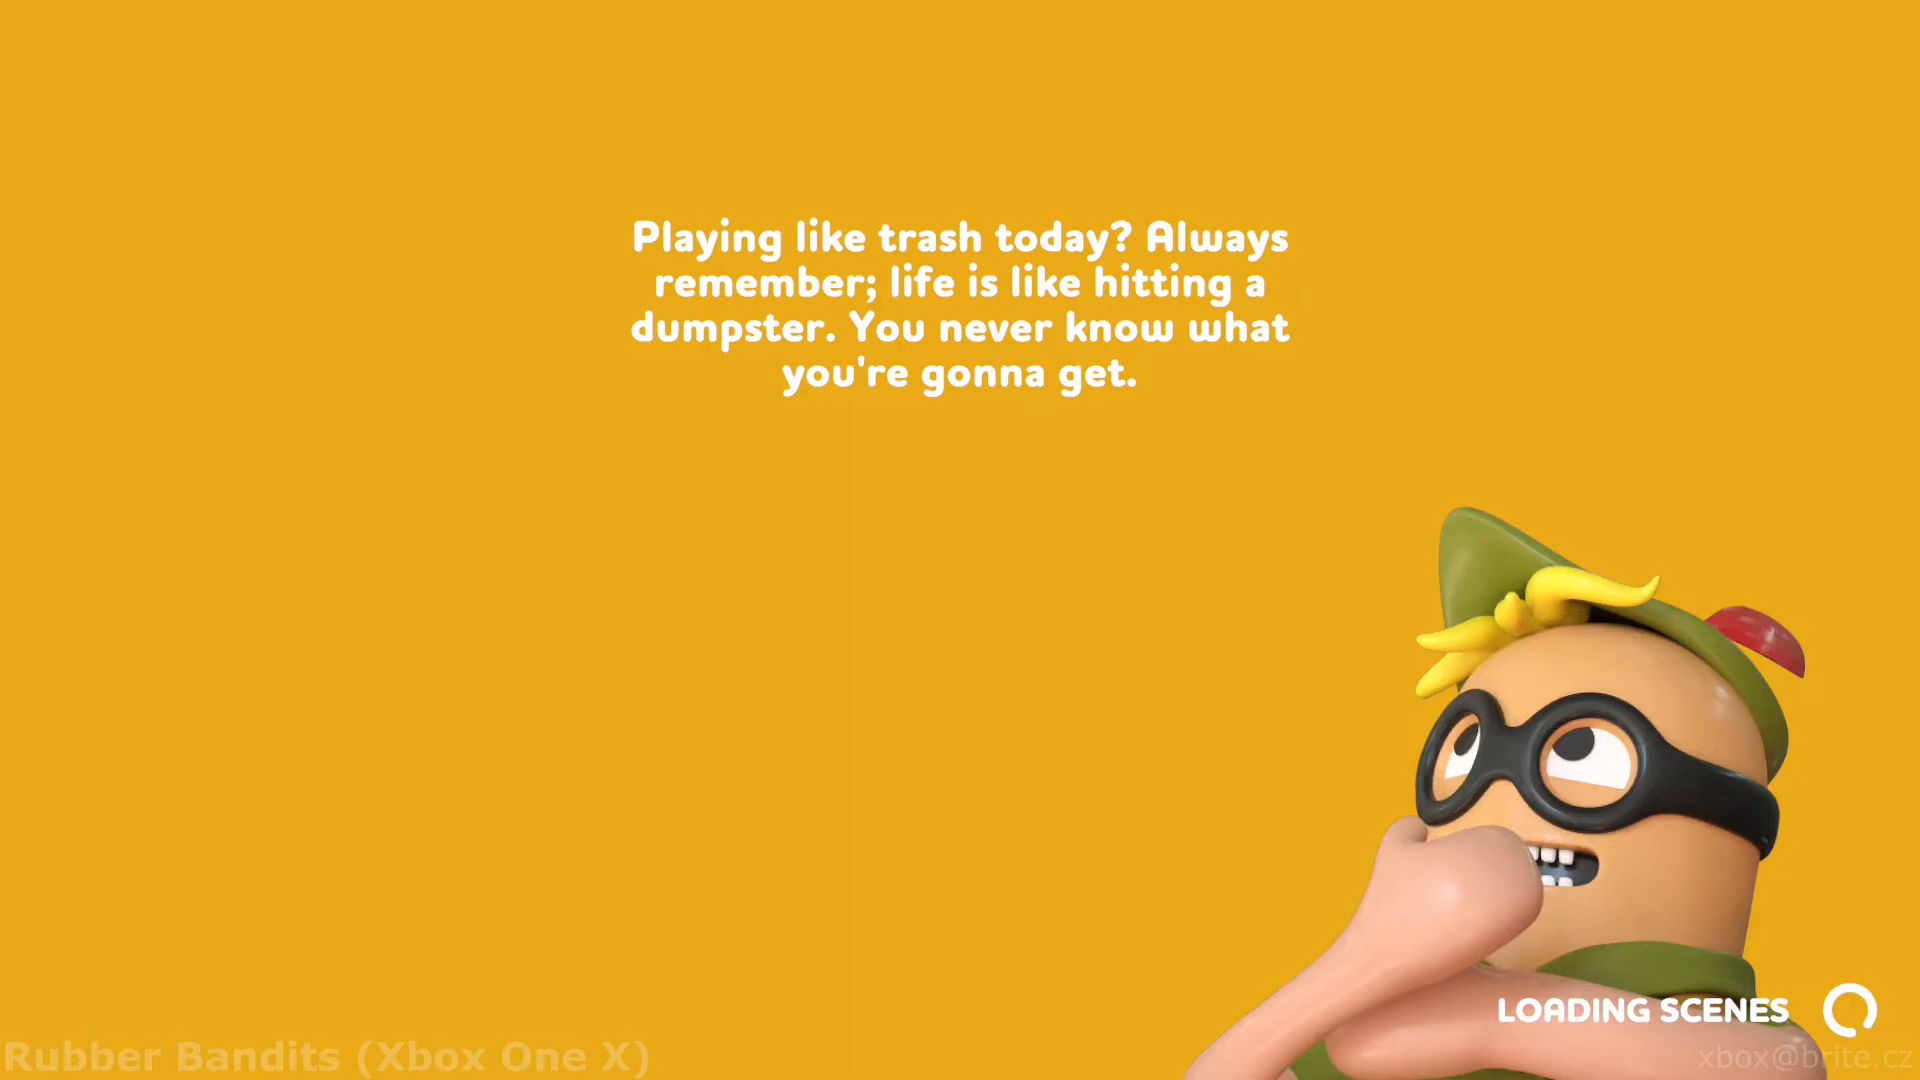 Playing like trash today? Always
remember; life is like hitting a
dumpster. You never know what
you're gonna get.
LOADING SCENES
Rubber Bandits (Xbox One X)
xbox@brite.cz